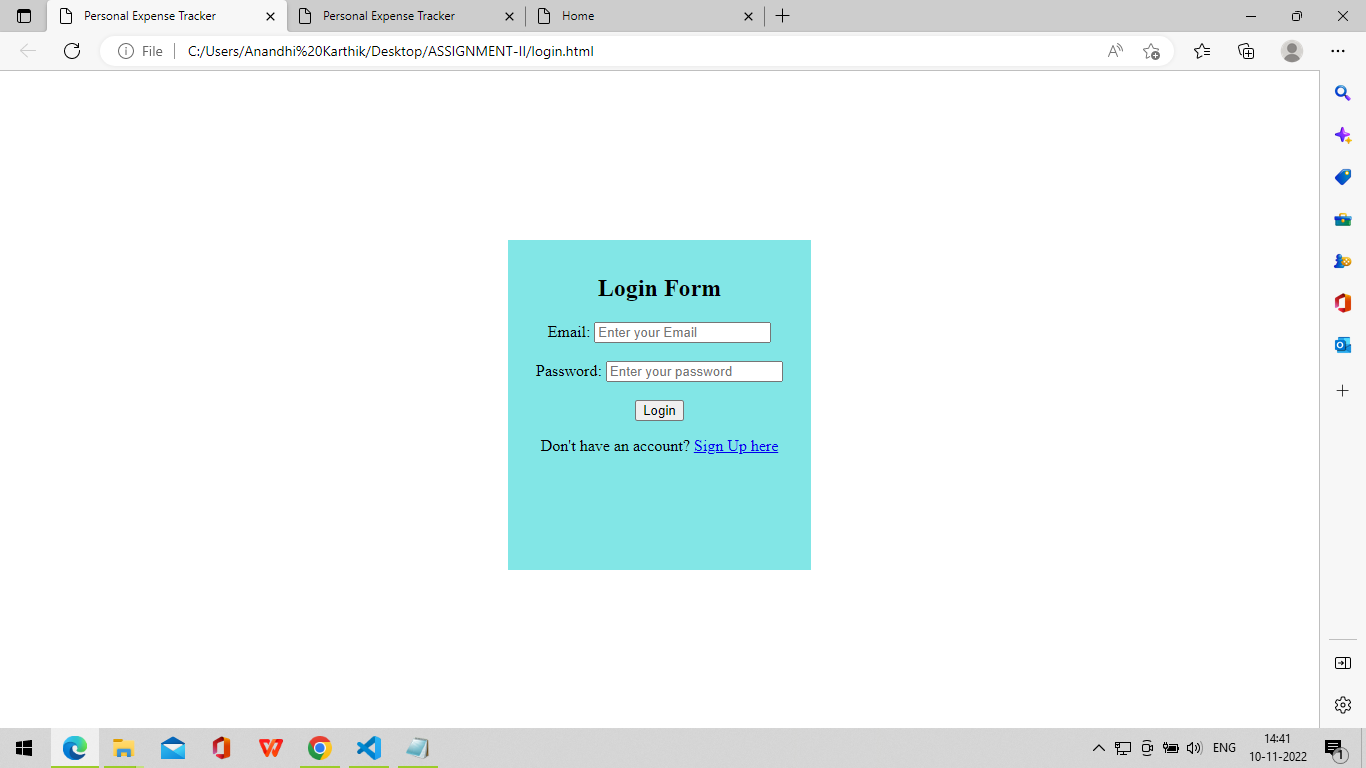 Personal Expense Tracker
Personal Expense Tracker
Home
File
C:/Users/Anandhi%20Karthik/Desktop/ASSIGNMENT-II/login.html
Login Form
Email: Enter your Email
Password: Enter your password
Login
Don't have an account? Sign Up here
ENG
14:41
10-11-2022
1